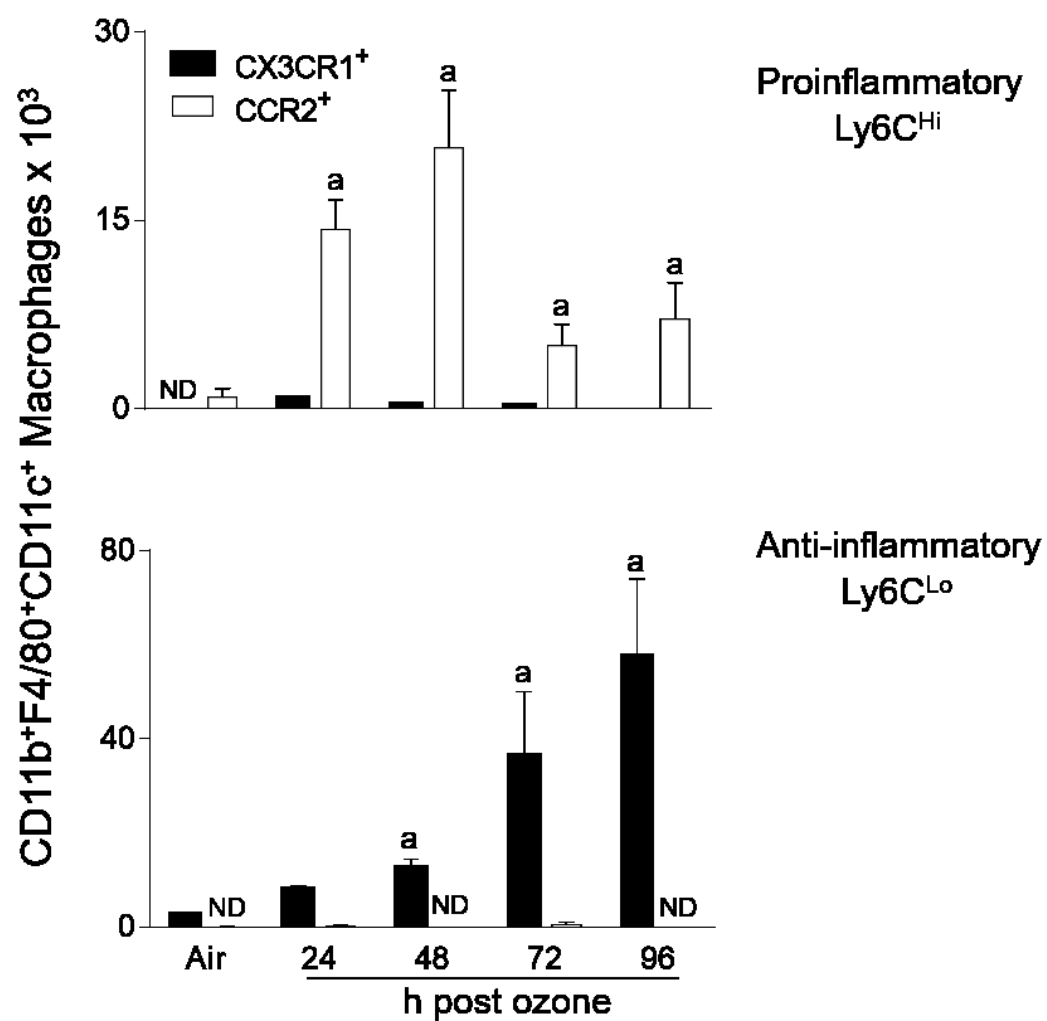 CD11b⁺F4/80⁺CD11c⁺ Macrophages x 10³
30
15
0
CX3CR1⁺
CCR2⁺
ND
a
a
a
a
Proinflammatory
Ly6Cᴴⁱ
80
40
0
ND
a
ND
a
a
ND
Anti-inflammatory
Ly6Cᴸᵒ
Air 24 48 72 96
h post ozone